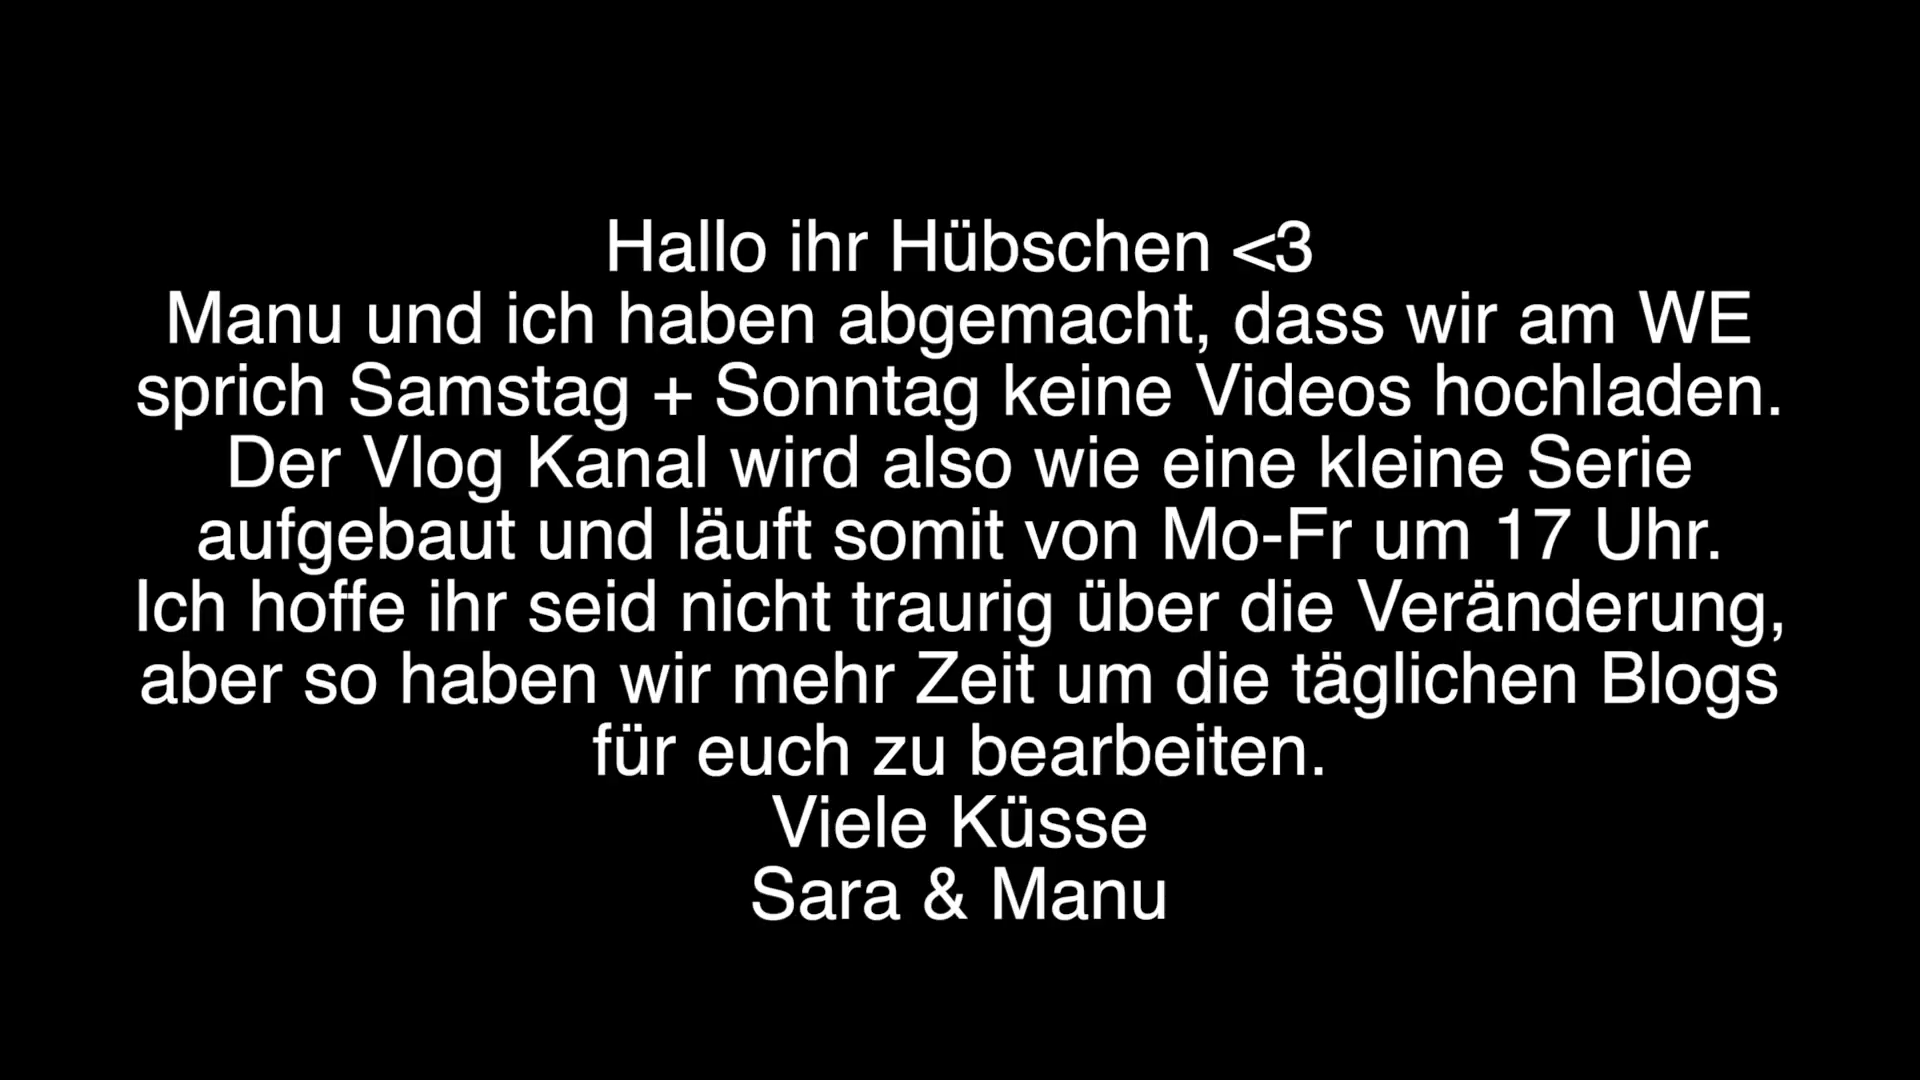 Hallo ihr Hübschen <3
Manu und ich haben abgemacht, dass wir am WE
sprich Samstag + Sonntag keine Videos hochladen.
Der Vlog Kanal wird also wie eine kleine Serie
aufgebaut und läuft somit von Mo-Fr um 17 Uhr.
Ich hoffe ihr seid nicht traurig über die Veränderung,
aber so haben wir mehr Zeit um die täglichen Blogs
für euch zu bearbeiten.
Viele Küsse
Sara & Manu